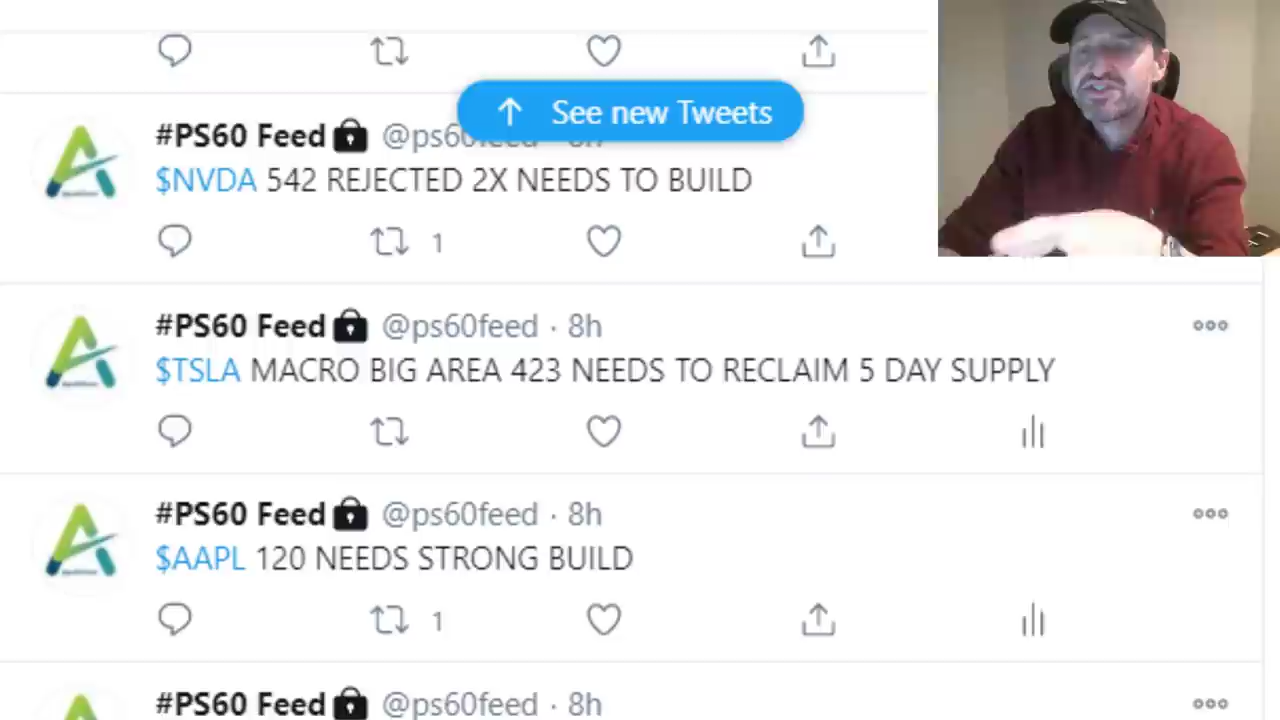 See new Tweets
#PS60 Feed @ps60feed · 8h
$NVDA 542 REJECTED 2X NEEDS TO BUILD
1
#PS60 Feed @ps60feed · 8h
$TSLA MACRO BIG AREA 423 NEEDS TO RECLAIM 5 DAY SUPPLY
#PS60 Feed @ps60feed · 8h
$AAPL 120 NEEDS STRONG BUILD
1
#PS60 Feed @ps60feed · 8h